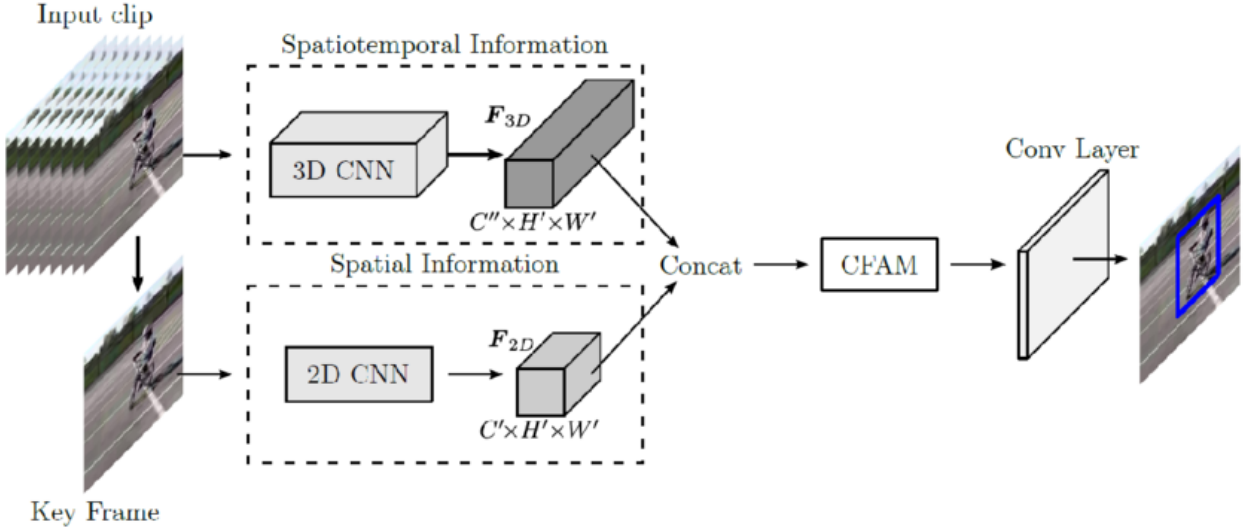 Input clip
Spatiotemporal Information
3D CNN
F3D
C''×H'×W'
Conv Layer
Spatial Information
Concat
CFAM
2D CNN
F2D
C'×H'×W'
Key Frame